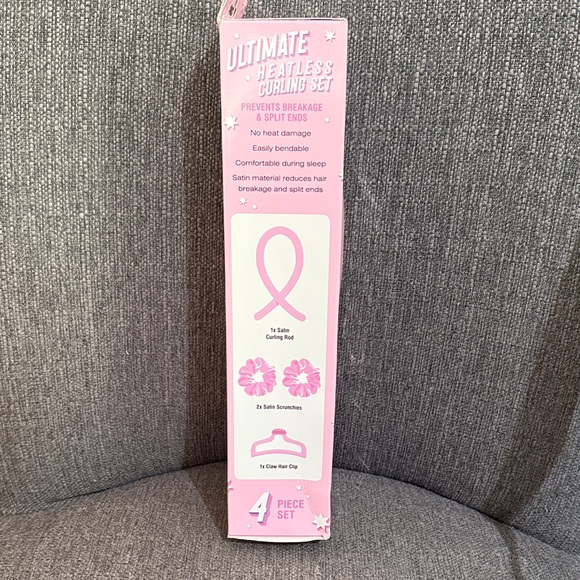 ULTIMATE
HEATLESS
CURLING SET
PREVENTS BREAKAGE
& SPLIT ENDS
No heat damage
Easily bendable
Comfortable during sleep
Satin material reduces hair
breakage and split ends
1x Satin
Curling Rod
2x Satin Scrunchies
1x Claw Hair Clip
4 PIECE
SET